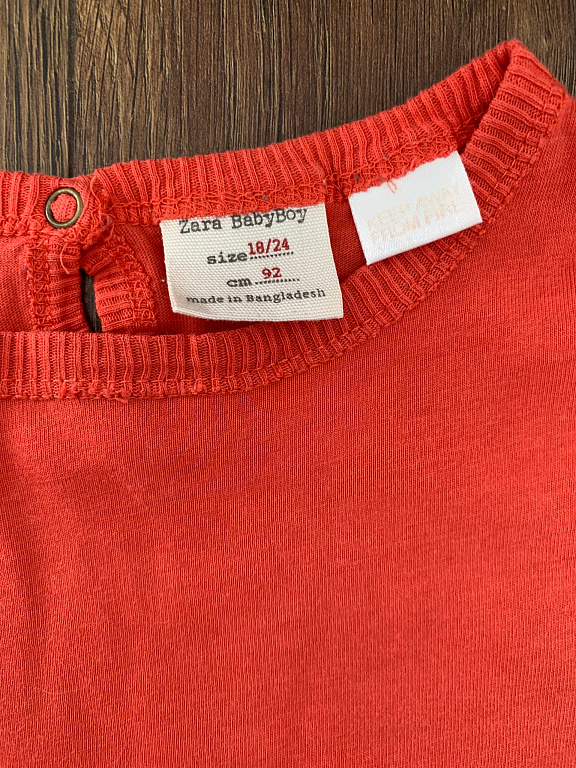 Zara BabyBoy
size 18/24
cm 92
made in Bangladesh
KEEP AWAY
FROM FIRE